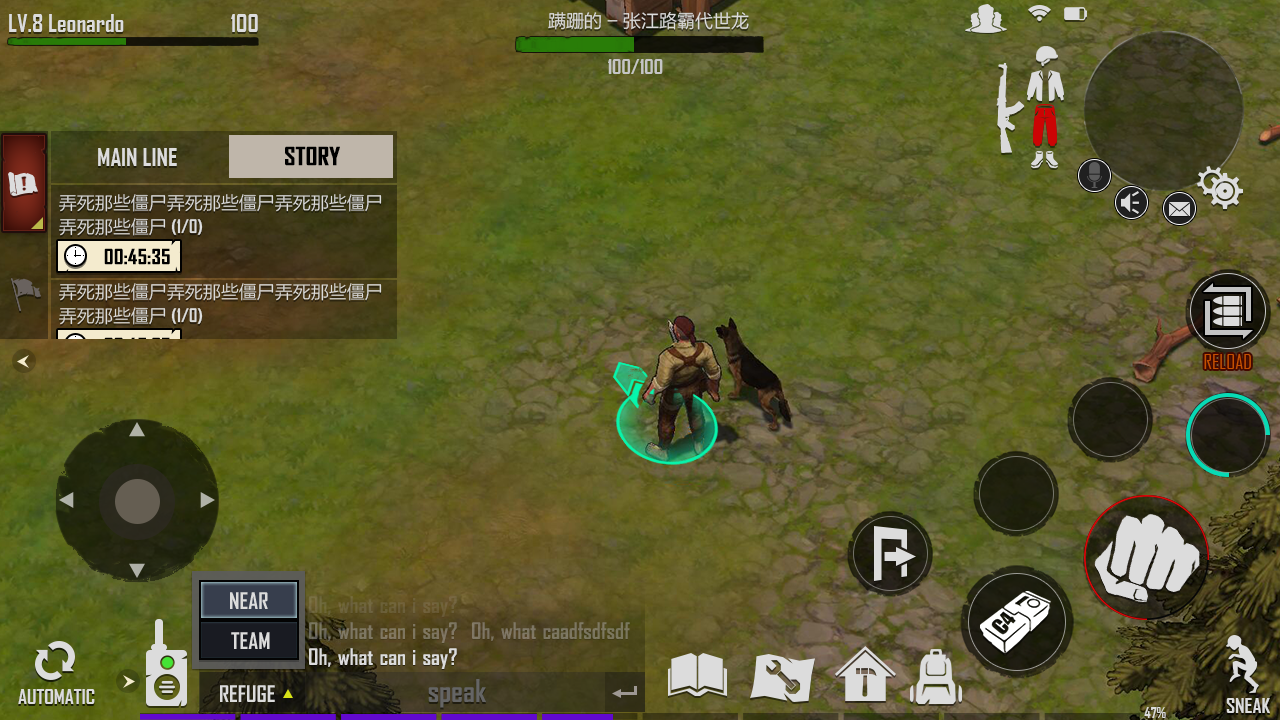 LV.8 Leonardo 100
蹒跚的 - 张江路霸代世龙
100/100
MAIN LINE STORY
弄死那些僵尸弄死那些僵尸弄死那些僵尸
弄死那些僵尸 (1/0)
00:45:35
弄死那些僵尸弄死那些僵尸弄死那些僵尸
弄死那些僵尸 (1/0)
RELOAD
C4
NEAR
TEAM
Oh, what can i say?
Oh, what can i say? Oh, what caadfsdfsdf
Oh, what can i say?
AUTOMATIC
REFUGE
speak
47%
SNEAK